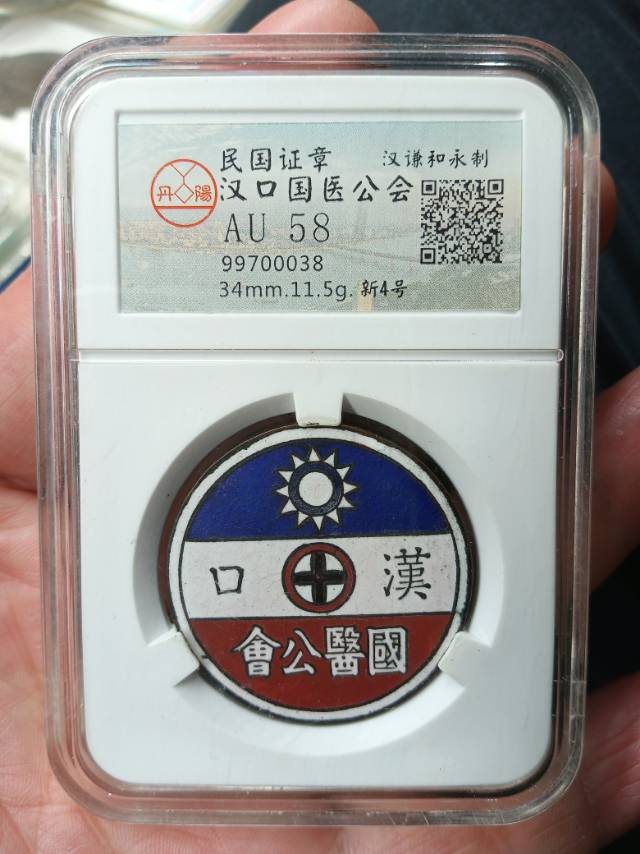 民国证章 汉谦和永制
丹陽
汉口国医公会
AU 58
99700038
34mm.11.5g. 新4号
漢口
國醫公會